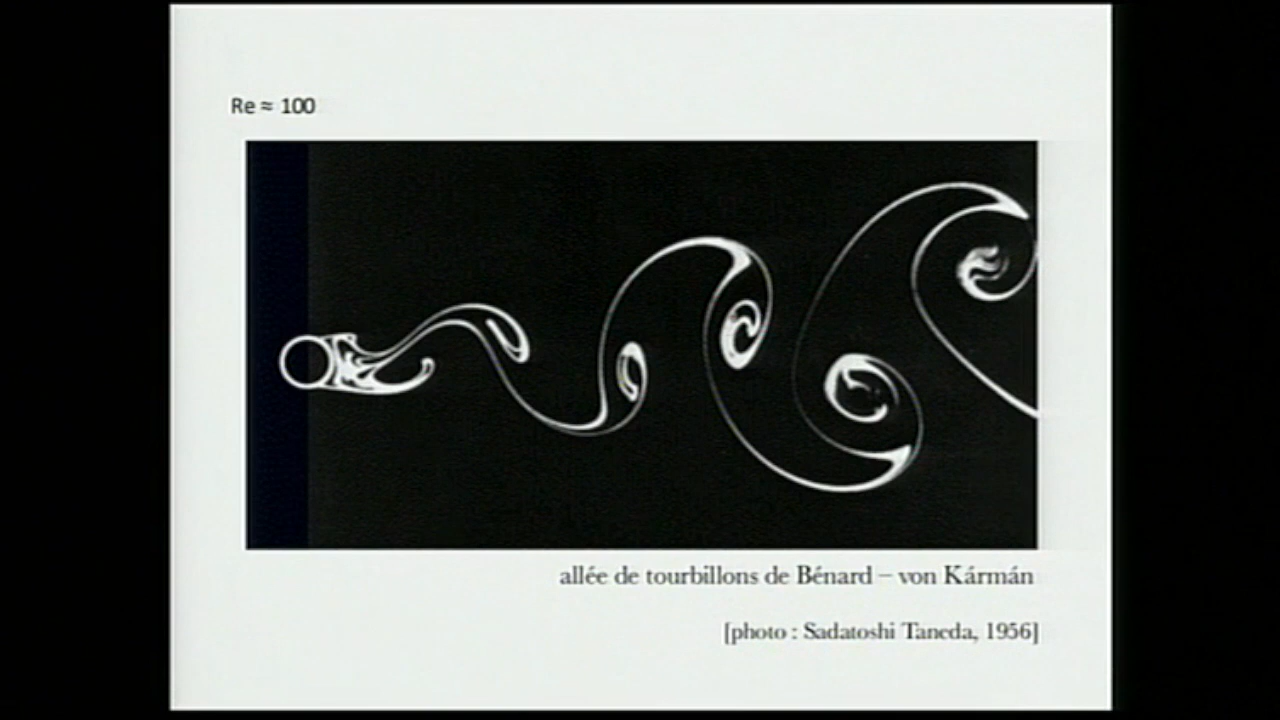 Re ≈ 100
allée de tourbillons de Bénard – von Kármán
[photo : Sadatoshi Taneda, 1956]